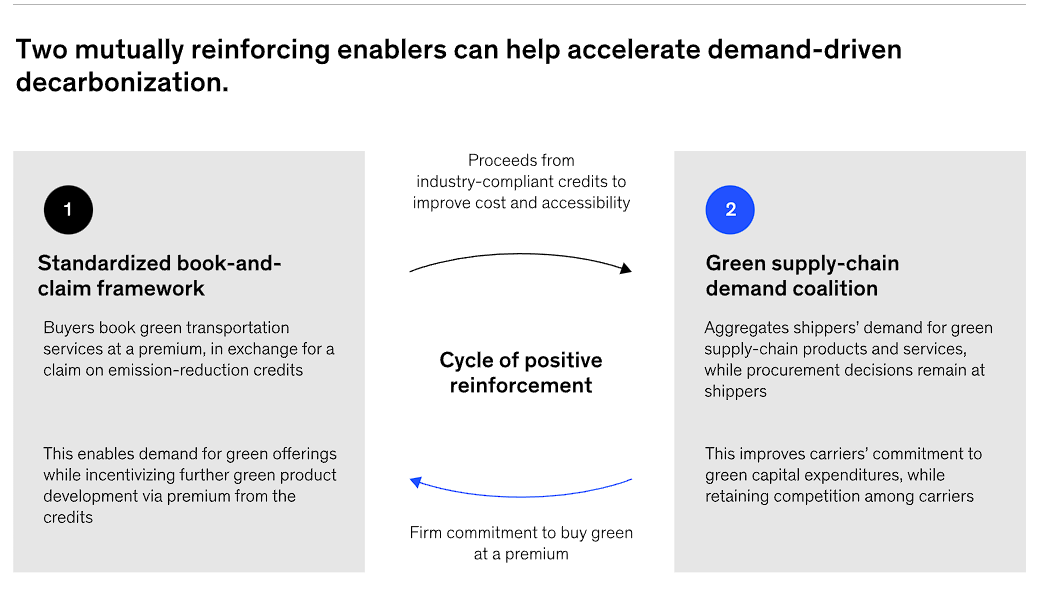 Two mutually reinforcing enablers can help accelerate demand-driven
decarbonization.
1
Standardized book-and-
claim framework
Buyers book green transportation
services at a premium, in exchange for a
claim on emission-reduction credits
This enables demand for green offerings
while incentivizing further green product
development via premium from the
credits
Proceeds from
industry-compliant credits to
improve cost and accessibility
Cycle of positive
reinforcement
Firm commitment to buy green
at a premium
2
Green supply-chain
demand coalition
Aggregates shippers’ demand for green
supply-chain products and services,
while procurement decisions remain at
shippers
This improves carriers’ commitment to
green capital expenditures, while
retaining competition among carriers